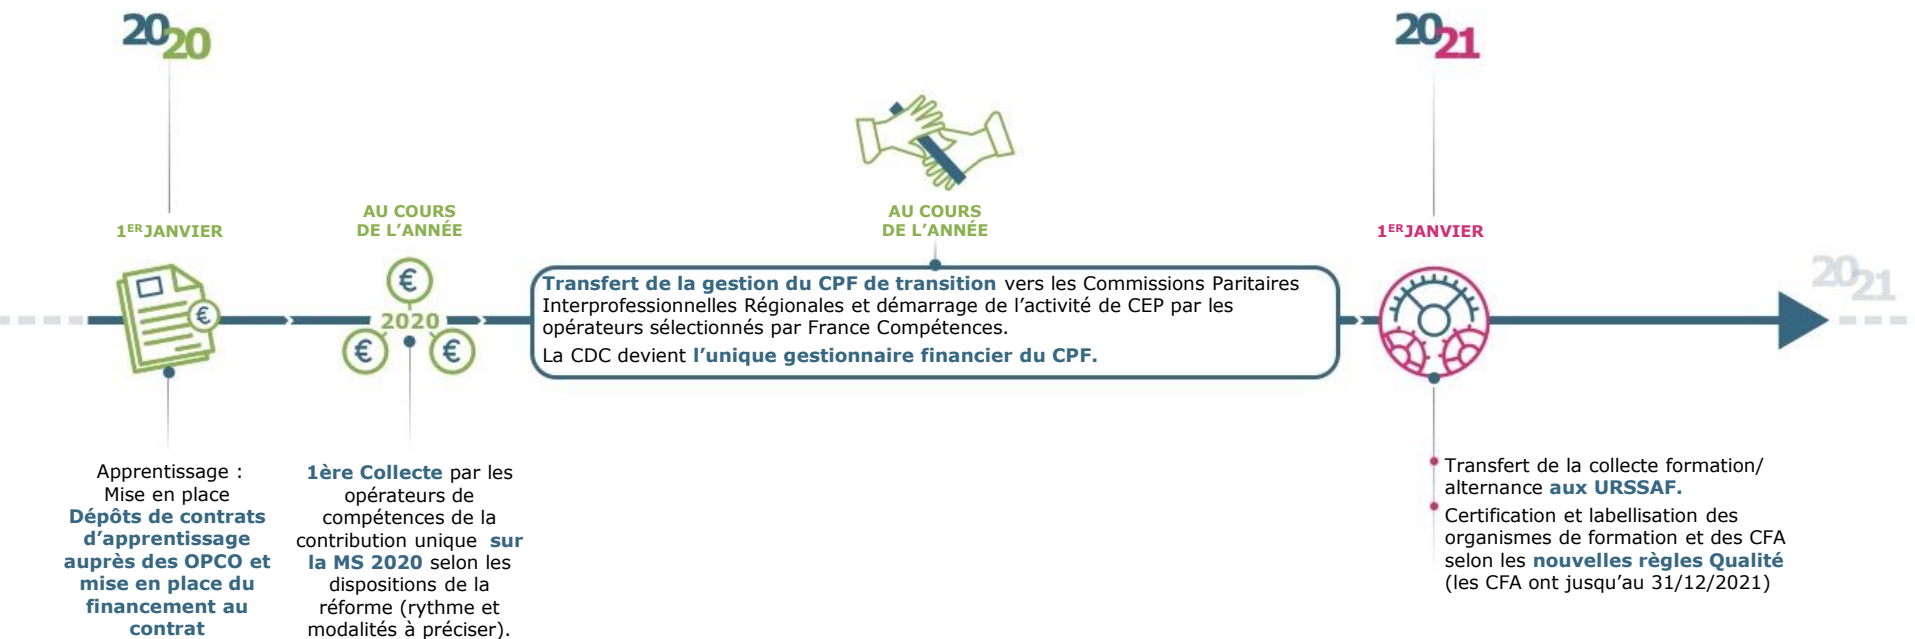 2020
1ER JANVIER
Apprentissage :
Mise en place
Dépôts de contrats
d’apprentissage
auprès des OPCO et
mise en place du
financement au
contrat
AU COURS
DE L’ANNÉE
€
€
2020
€
€
1ère Collecte par les
opérateurs de
compétences de la
contribution unique sur
la MS 2020 selon les
dispositions de la
réforme (rythme et
modalités à préciser).
AU COURS
DE L’ANNÉE
Transfert de la gestion du CPF de transition vers les Commissions Paritaires
Interprofessionnelles Régionales et démarrage de l’activité de CEP par les
opérateurs sélectionnés par France Compétences.
La CDC devient l’unique gestionnaire financier du CPF.
2021
1ER JANVIER
Transfert de la collecte formation/
alternance aux URSSAF.
Certification et labellisation des
organismes de formation et des CFA
selon les nouvelles règles Qualité
(les CFA ont jusqu’au 31/12/2021)
2021